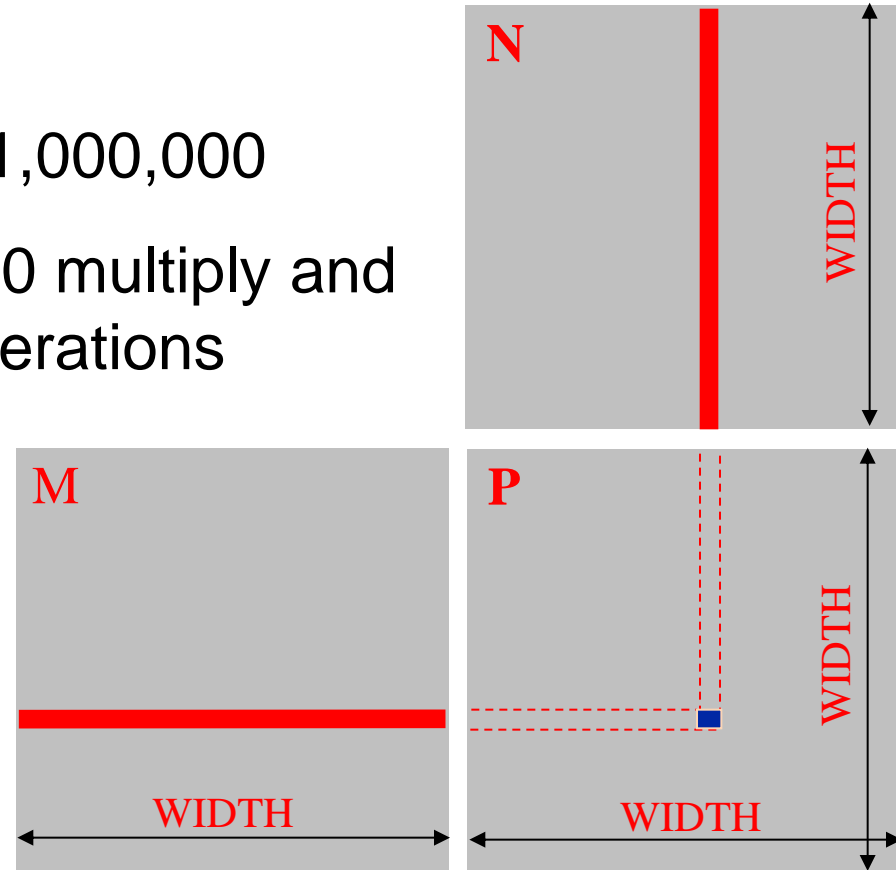 N
1,000,000
WIDTH
0 multiply and
erations
M
P
WIDTH
WIDTH
WIDTH